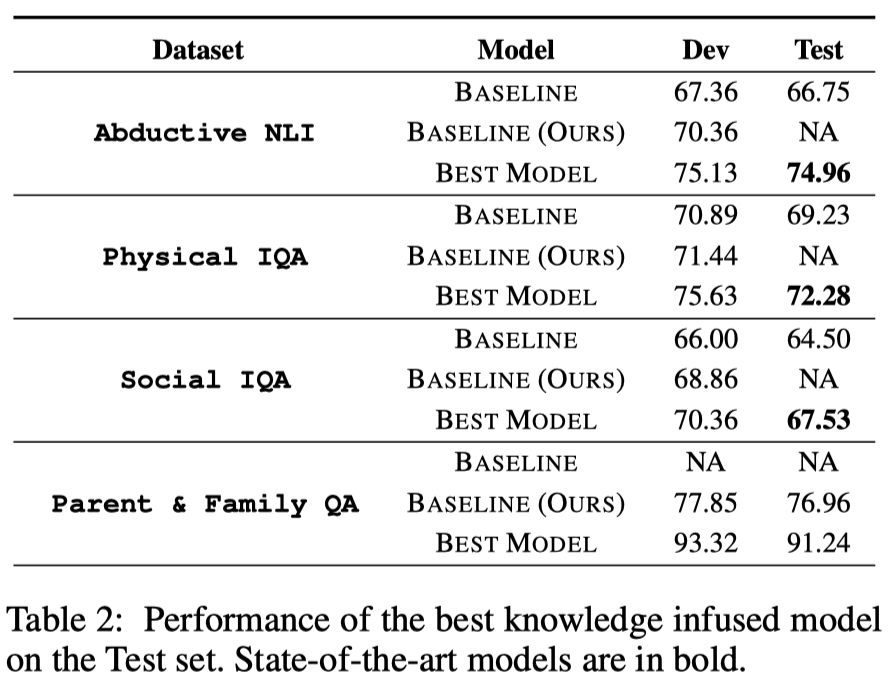 Dataset Model Dev Test
BASELINE 67.36 66.75
Abductive NLI BASELINE (OURS) 70.36 NA
BEST MODEL 75.13 74.96
BASELINE 70.89 69.23
Physical IQA BASELINE (OURS) 71.44 NA
BEST MODEL 75.63 72.28
BASELINE 66.00 64.50
Social IQA BASELINE (OURS) 68.86 NA
BEST MODEL 70.36 67.53
BASELINE NA NA
Parent & Family QA BASELINE (OURS) 77.85 76.96
BEST MODEL 93.32 91.24
Table 2: Performance of the best knowledge infused model
on the Test set. State-of-the-art models are in bold.